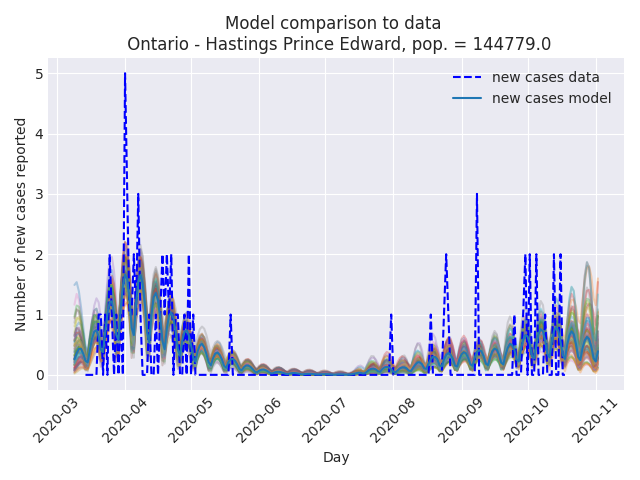 Model comparison to data
Ontario - Hastings Prince Edward, pop. = 144779.0
new cases data
new cases model
Number of new cases reported
5
4
3
2
1
0
2020-03
2020-04
2020-05
2020-06
2020-07
2020-08
2020-09
2020-10
2020-11
Day